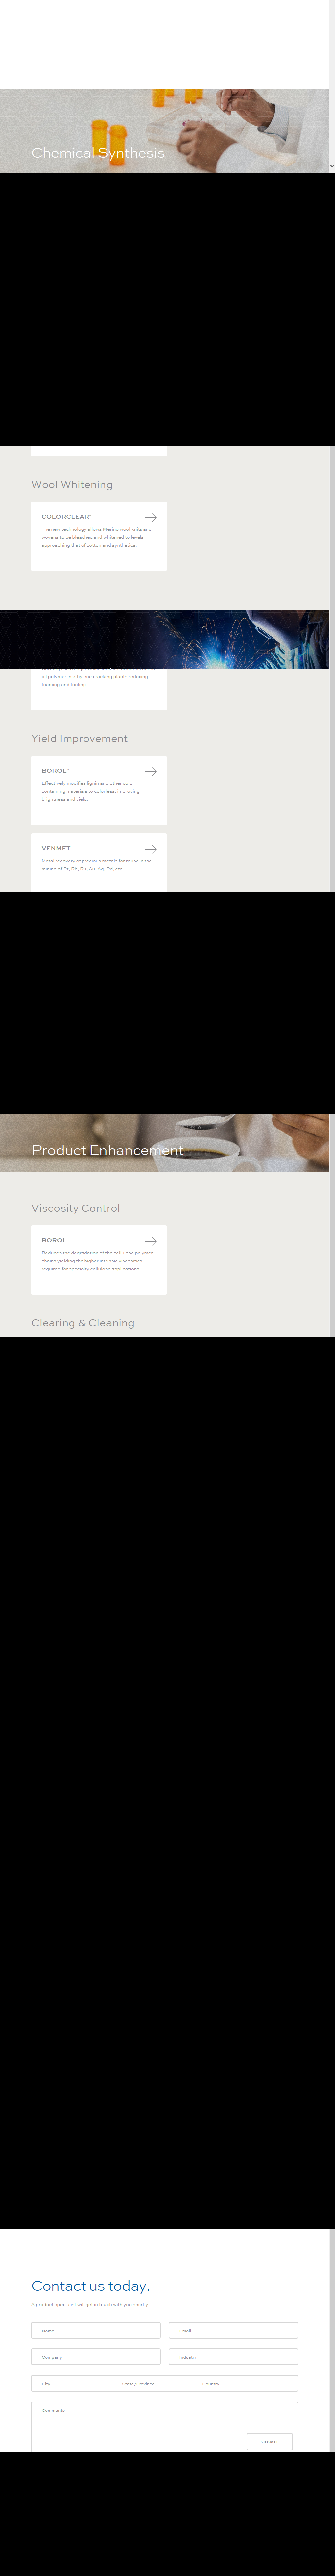 Chemical Synthesis
Wool Whitening
COLORCLEAR™
The new technology allows Merino wool knits and
wovens to be bleached and whitened to levels
approaching that of cotton and synthetics.
oil polymer in ethylene cracking plants reducing
foaming and fouling.
Yield Improvement
BOROL™
Effectively modifies lignin and other color
containing materials to colorless, improving
brightness and yield.
VENMET™
Metal recovery of precious metals for reuse in the
mining of Pt, Rh, Ru, Au, Ag, Pd, etc.
Product Enhancement
Viscosity Control
BOROL™
Reduces the degradation of the cellulose polymer
chains yielding the higher intrinsic viscosities
required for specialty cellulose applications.
Clearing & Cleaning
Contact us today.
A product specialist will get in touch with you shortly.
Name
Email
Company
Industry
City
State/Province
Country
Comments
SUBMIT